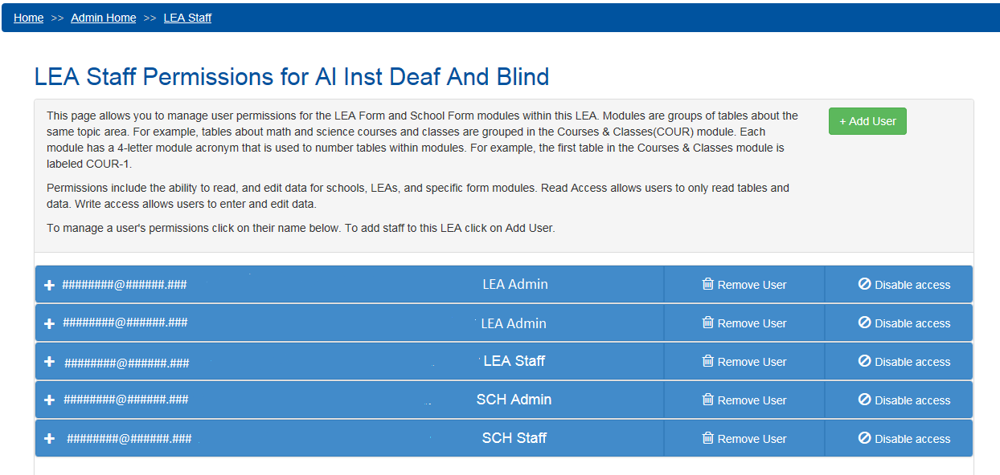 Home >> Admin Home >> LEA Staff
LEA Staff Permissions for Al Inst Deaf And Blind
This page allows you to manage user permissions for the LEA Form and School Form modules within this LEA. Modules are groups of tables about the
same topic area. For example, tables about math and science courses and classes are grouped in the Courses & Classes(COUR) module. Each
module has a 4-letter module acronym that is used to number tables within modules. For example, the first table in the Courses & Classes module is
labeled COUR-1.
+ Add User
Permissions include the ability to read, and edit data for schools, LEAs, and specific form modules. Read Access allows users to only read tables and
data. Write access allows users to enter and edit data.
To manage a user's permissions click on their name below. To add staff to this LEA click on Add User.
########@######.### LEA Admin Remove User Disable access
########@######.### LEA Admin Remove User Disable access
########@######.### LEA Staff Remove User Disable access
########@######.### SCH Admin Remove User Disable access
########@######.### SCH Staff Remove User Disable access